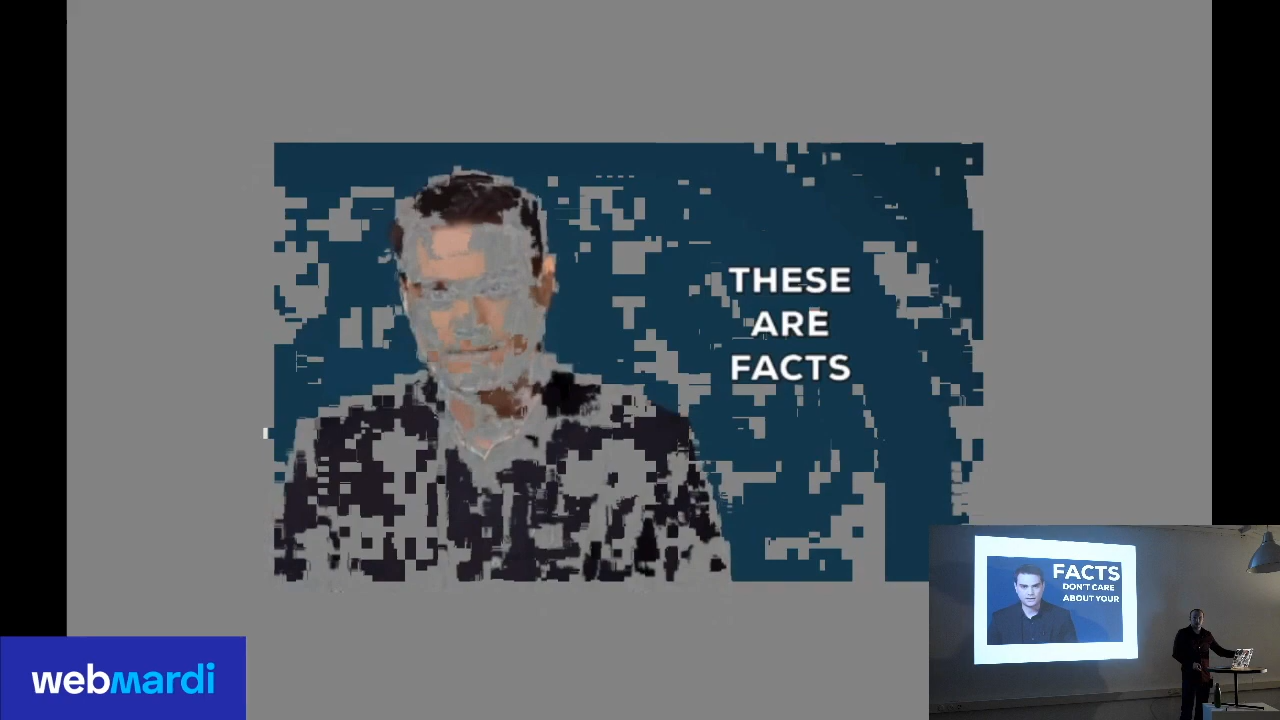 THESE
ARE
FACTS
FACTS
DON'T CARE
ABOUT YOUR
webmardi